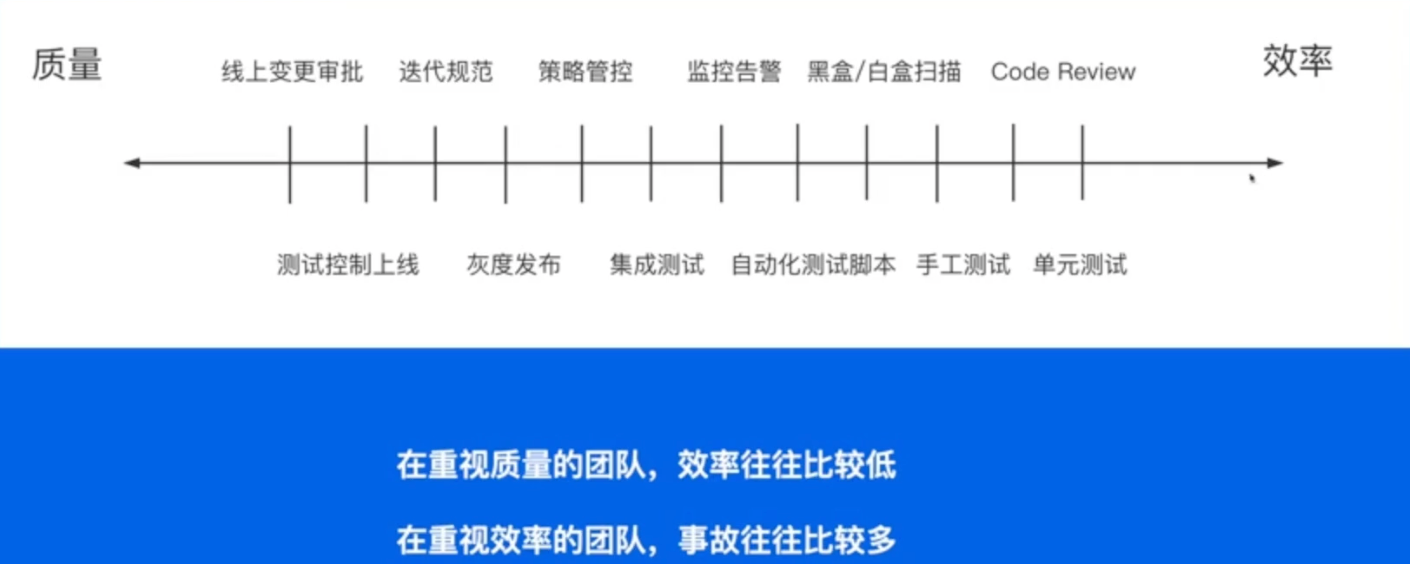 质量
效率
线上变更审批 迭代规范 策略管控 监控告警 黑盒/白盒扫描 Code Review
测试控制上线 灰度发布 集成测试 自动化测试脚本 手工测试 单元测试
在重视质量的团队，效率往往比较低
在重视效率的团队，事故往往比较多